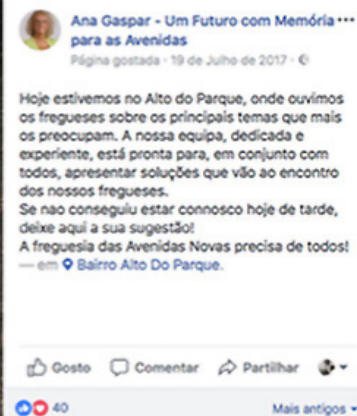 Ana Gaspar - Um Futuro com Memória
para as Avenidas
Página gostada · 19 de Julho de 2017 ·
Hoje estivemos no Alto do Parque, onde ouvimos
os fregueses sobre os principais temas que mais
os preocupam. A nossa equipa, dedicada e
experiente, está pronta para, em conjunto com
todos, apresentar soluções que vão ao encontro
dos nossos fregueses.
Se nao conseguiu estar connosco hoje de tarde,
deixe aqui a sua sugestão!
A freguesia das Avenidas Novas precisa de todos!
— em Bairro Alto Do Parque.
Gosto Comentar Partilhar
40 Mais antigos